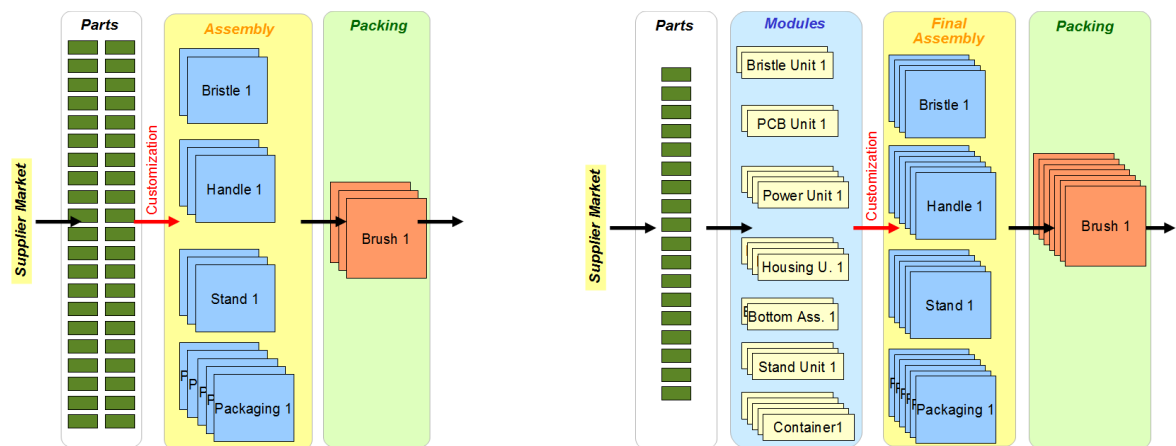 Parts
Assembly
Packing
Supplier Market
Customization
Bristle 1
Handle 1
Stand 1
P
P
P
P
Packaging 1
Brush 1
Parts
Modules
Final
Assembly
Packing
Supplier Market
Customization
Bristle Unit 1
PCB Unit 1
Power Unit 1
Housing U. 1
Bottom Ass. 1
Stand Unit 1
Container1
Bristle 1
Handle 1
Stand 1
Packaging 1
Brush 1